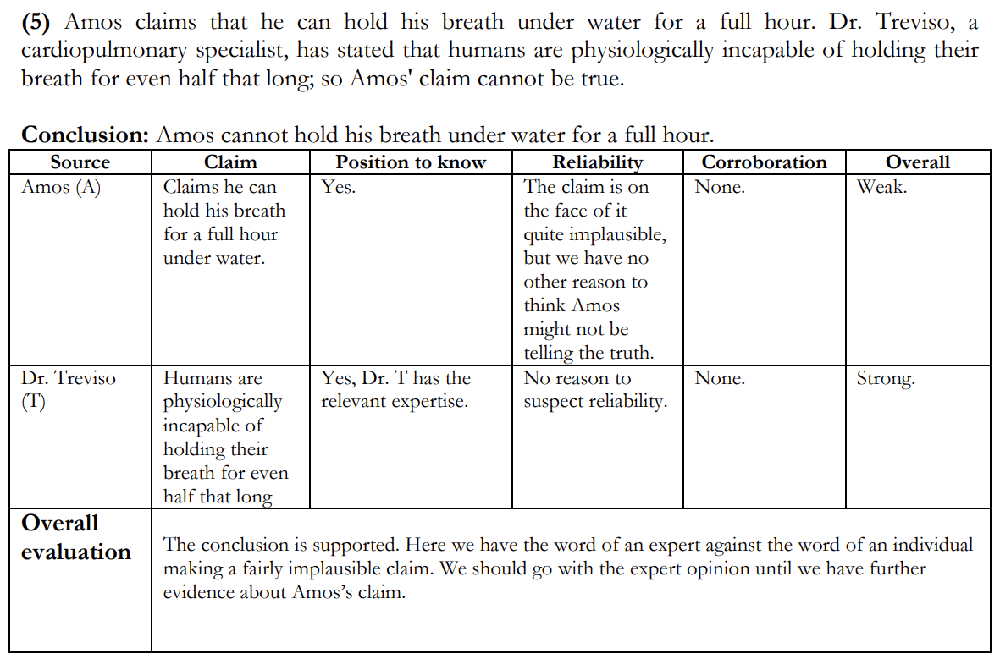 (5) Amos claims that he can hold his breath under water for a full hour. Dr. Treviso, a
cardiopulmonary specialist, has stated that humans are physiologically incapable of holding their
breath for even half that long; so Amos' claim cannot be true.
Conclusion: Amos cannot hold his breath under water for a full hour.
Source
Claim
Position to know
Reliability
Corroboration
Overall
Amos (A)
Claims he can
hold his breath
for a full hour
under water.
Yes.
The claim is on
the face of it
quite implausible,
but we have no
other reason to
think Amos
might not be
telling the truth.
None.
Weak.
Dr. Treviso
(T)
Humans are
physiologically
incapable of
holding their
breath for even
half that long
Yes, Dr. T has the
relevant expertise.
No reason to
suspect reliability.
None.
Strong.
Overall
evaluation
The conclusion is supported. Here we have the word of an expert against the word of an individual
making a fairly implausible claim. We should go with the expert opinion until we have further
evidence about Amos’s claim.